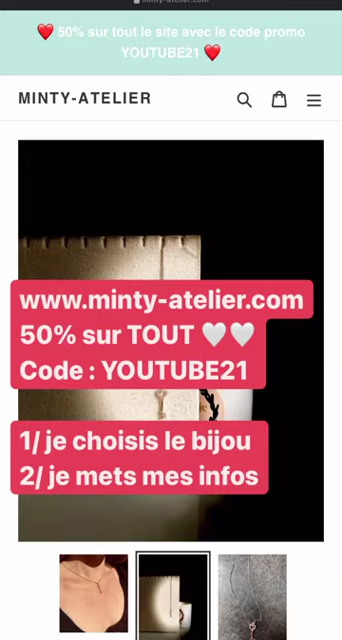 ❤️ 50% sur tout le site avec le code promo
YOUTUBE21 ❤️
MINTY-ATELIER
www.minty-atelier.com
50% sur TOUT 🤍🤍
Code : YOUTUBE21
1/ je choisis le bijou
2/ je mets mes infos